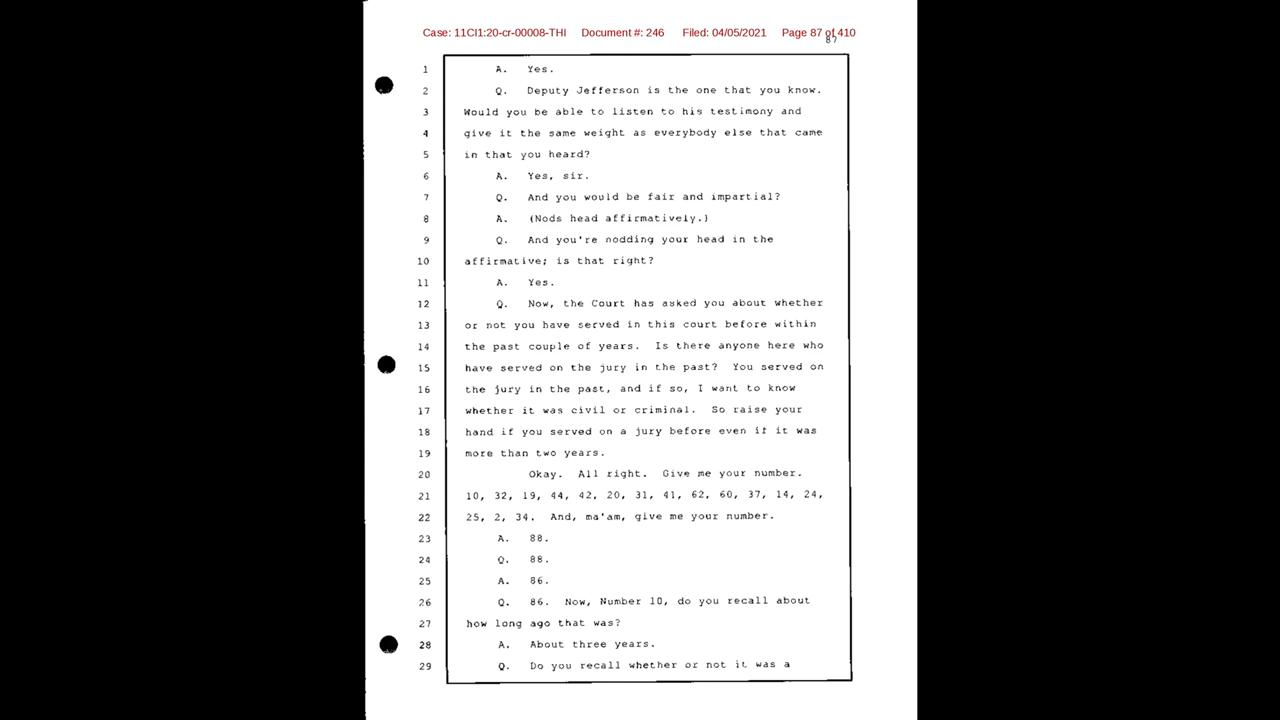 Case: 11CI1:20-cr-00008-THI Document #: 246 Filed: 04/05/2021 Page 87 of 410
87
1 A. Yes.
2 Q. Deputy Jefferson is the one that you know.
3 Would you be able to listen to his testimony and
4 give it the same weight as everybody else that came
5 in that you heard?
6 A. Yes, sir.
7 Q. And you would be fair and impartial?
8 A. (Nods head affirmatively.)
9 Q. And you're nodding your head in the
10 affirmative; is that right?
11 A. Yes.
12 Q. Now, the Court has asked you about whether
13 or not you have served in this court before within
14 the past couple of years. Is there anyone here who
15 have served on the jury in the past? You served on
16 the jury in the past, and if so, I want to know
17 whether it was civil or criminal. So raise your
18 hand if you served on a jury before even if it was
19 more than two years.
20 Okay. All right. Give me your number.
21 10, 32, 19, 44, 42, 20, 31, 41, 62, 60, 37, 14, 24,
22 25, 2, 34. And, ma'am, give me your number.
23 A. 88.
24 Q. 88.
25 A. 86.
26 Q. 86. Now, Number 10, do you recall about
27 how long ago that was?
28 A. About three years.
29 Q. Do you recall whether or not it was a